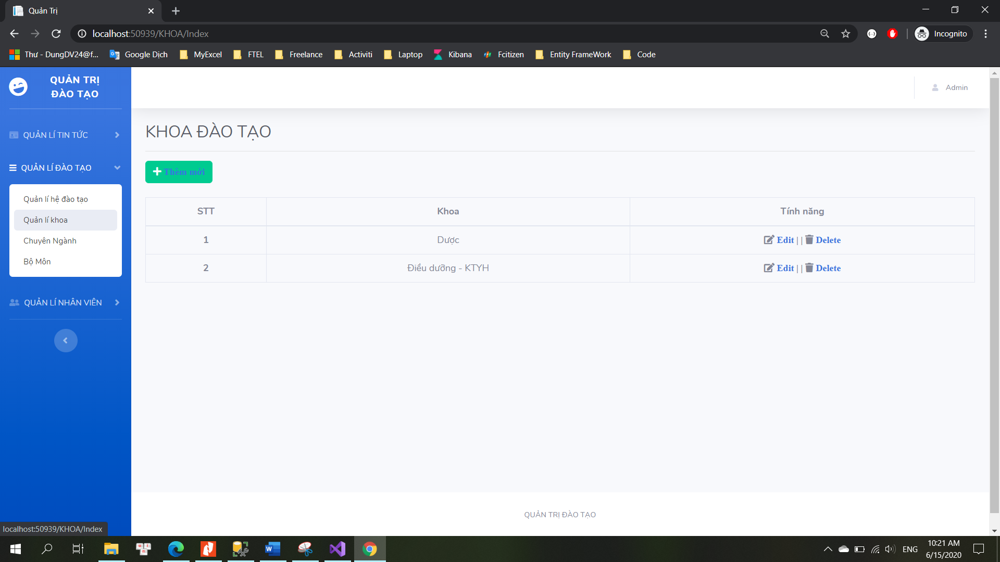 Quản Trị
localhost:50939/KHOA/Index
Incognito
Thư - DungDV24@f...
Google Dịch
MyExcel
FTEL
Freelance
Activiti
Laptop
Kibana
Fcitizen
Entity FrameWork
Code
QUẢN TRỊ
ĐÀO TẠO
Admin
QUẢN LÍ TIN TỨC
QUẢN LÍ ĐÀO TẠO
Quản lí hệ đào tạo
Quản lí khoa
Chuyên Ngành
Bộ Môn
QUẢN LÍ NHÂN VIÊN
KHOA ĐÀO TẠO
Thêm mới
STT Khoa Tính năng
1 Dược Edit | | Delete
2 Điều dưỡng - KTYH Edit | | Delete
QUẢN TRỊ ĐÀO TẠO
localhost:50939/KHOA/Index
ENG
10:21 AM
6/15/2020